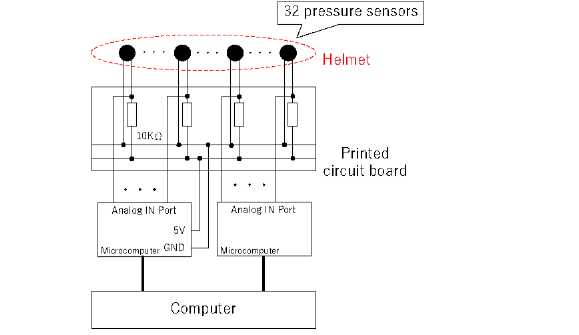 32 pressure sensors
Helmet
10KΩ
Printed
circuit board
Analog IN Port
5V
GND
Microcomputer
Analog IN Port
Microcomputer
Computer